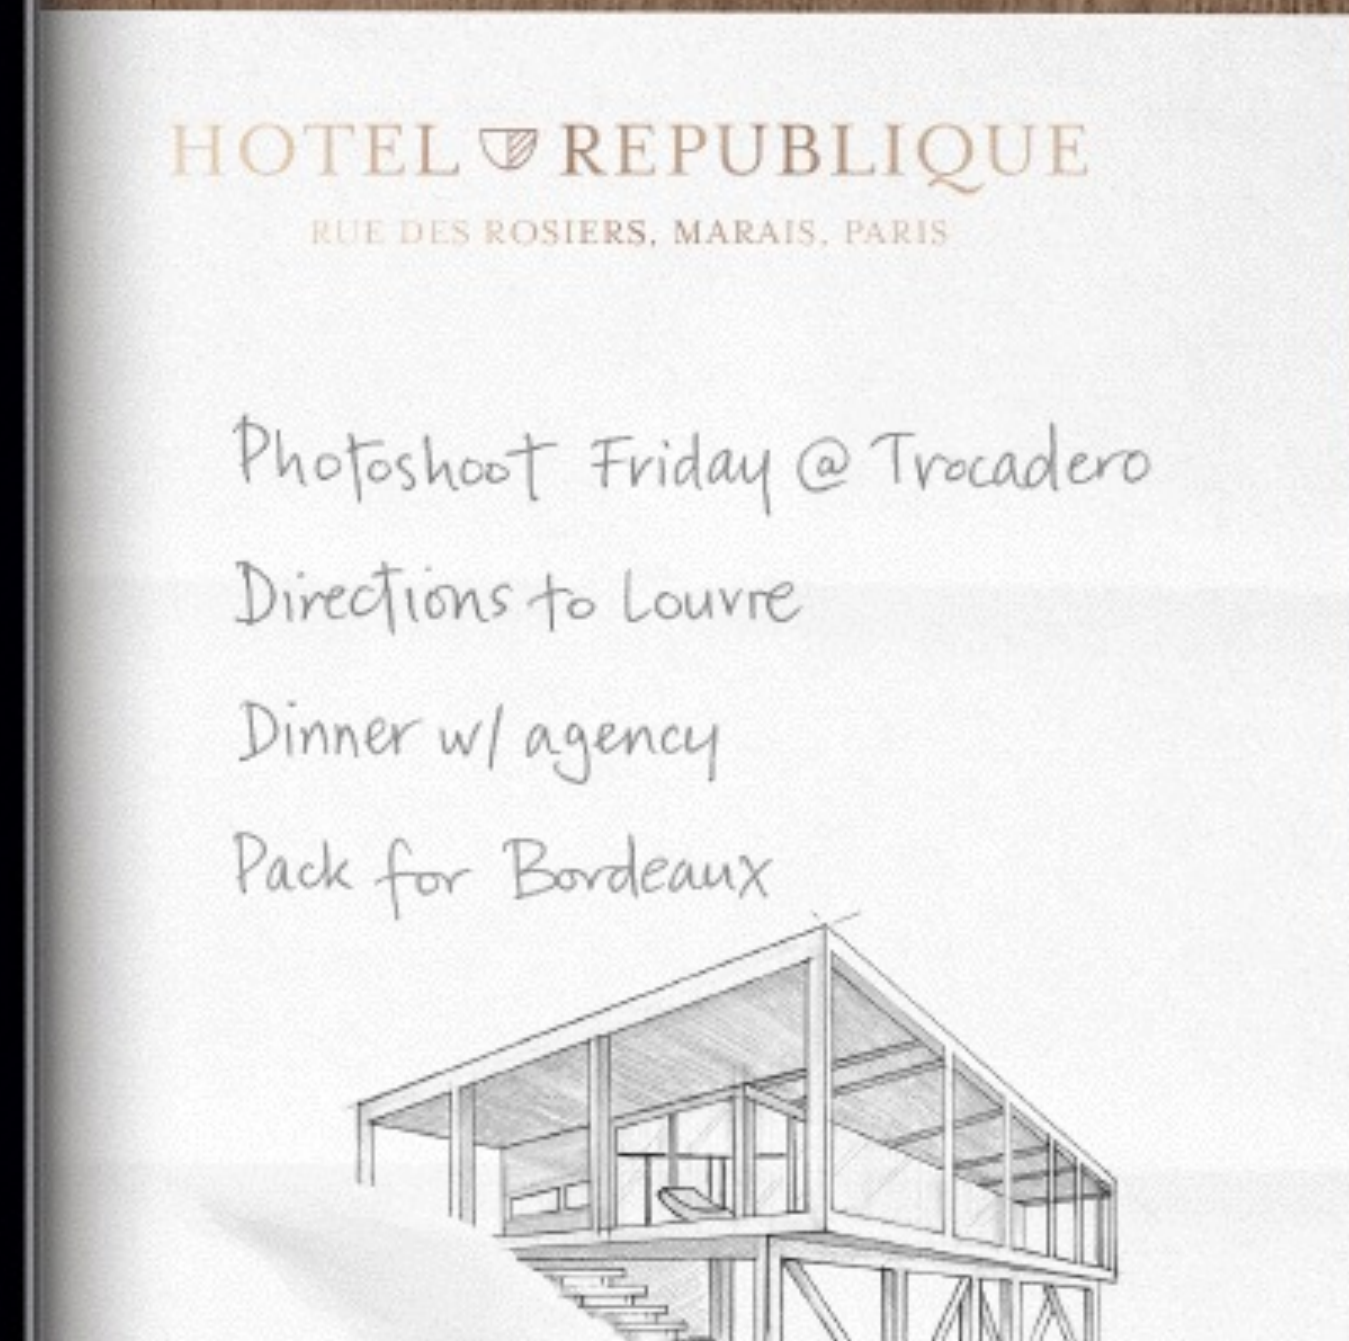 HOTEL REPUBLIQUE
RUE DES ROSIERS, MARAIS, PARIS
Photoshoot Friday @ Trocadero
Directions to Louvre
Dinner w/ agency
Pack for Bordeaux